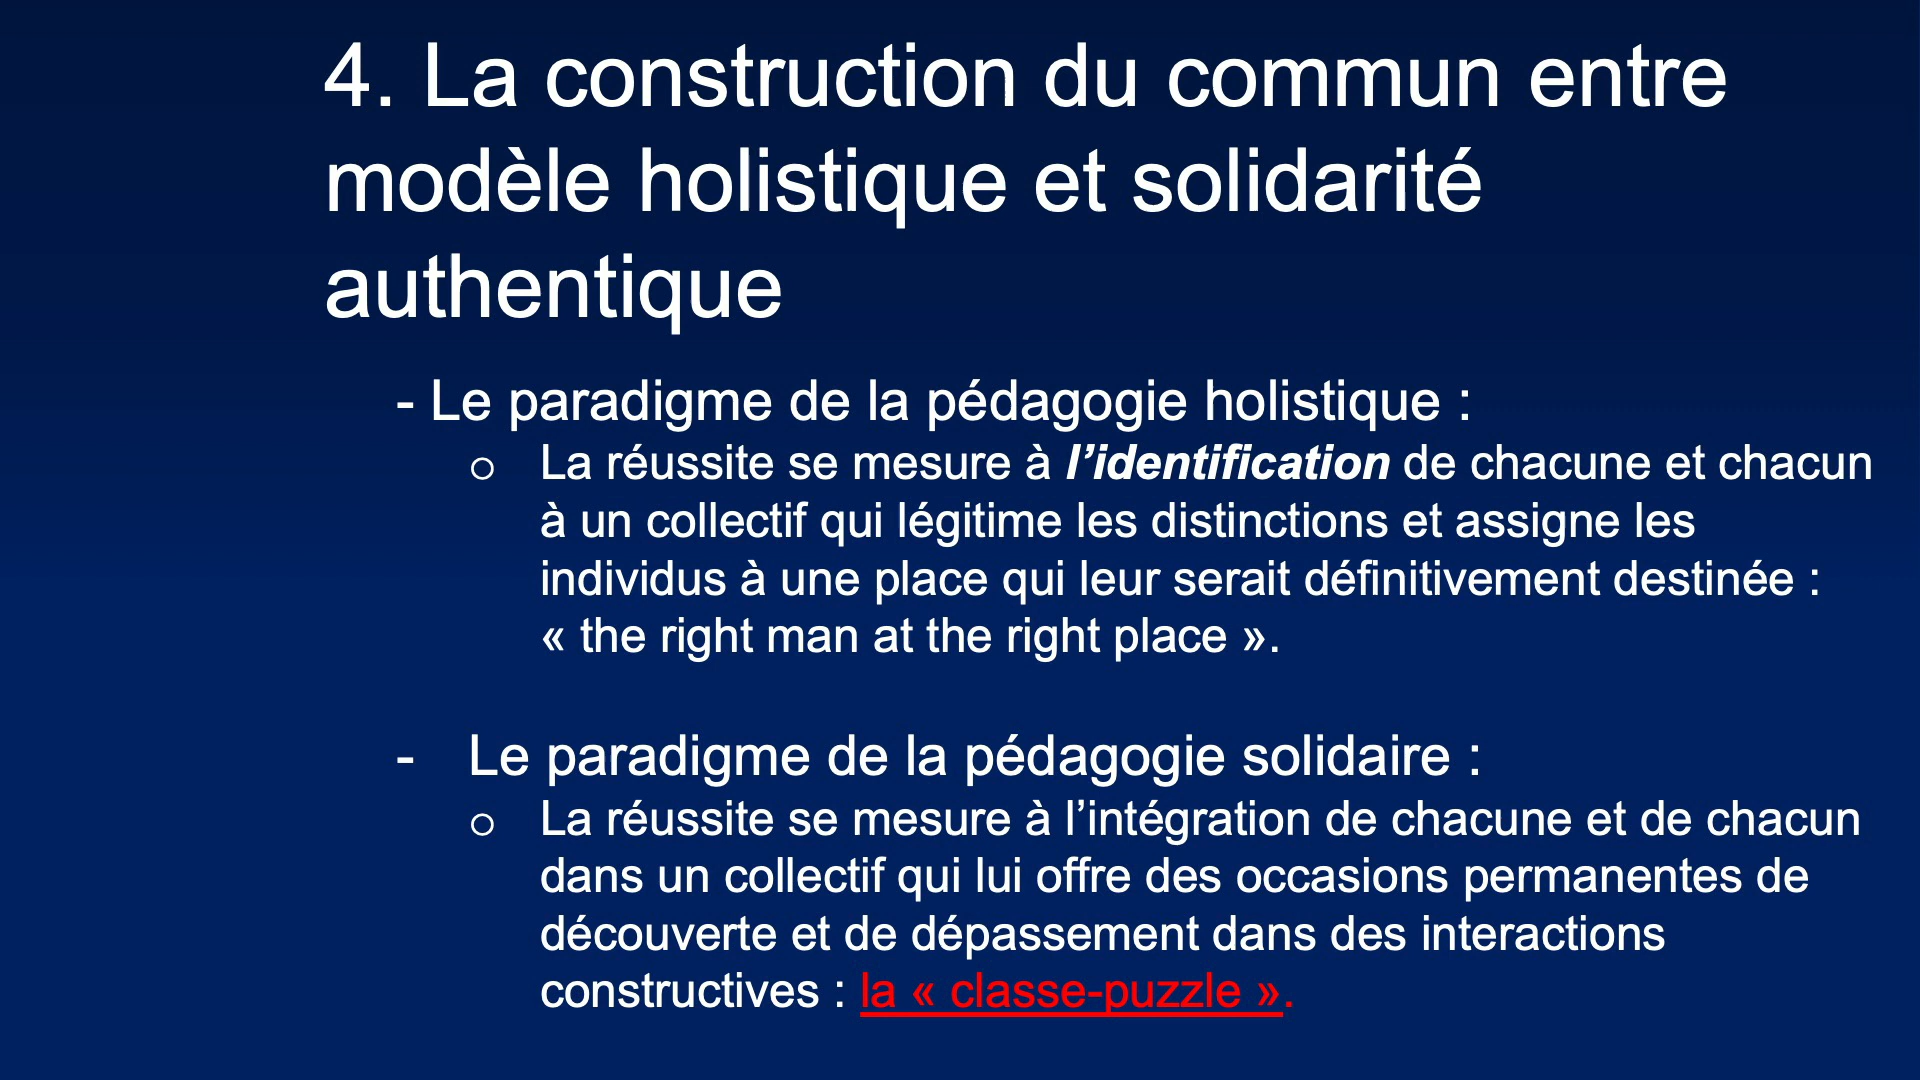 4. La construction du commun entre
modèle holistique et solidarité
authentique
- Le paradigme de la pédagogie holistique :
o La réussite se mesure à l’identification de chacune et chacun
à un collectif qui légitime les distinctions et assigne les
individus à une place qui leur serait définitivement destinée :
« the right man at the right place ».
- Le paradigme de la pédagogie solidaire :
o La réussite se mesure à l’intégration de chacune et de chacun
dans un collectif qui lui offre des occasions permanentes de
découverte et de dépassement dans des interactions
constructives : la « classe-puzzle ».